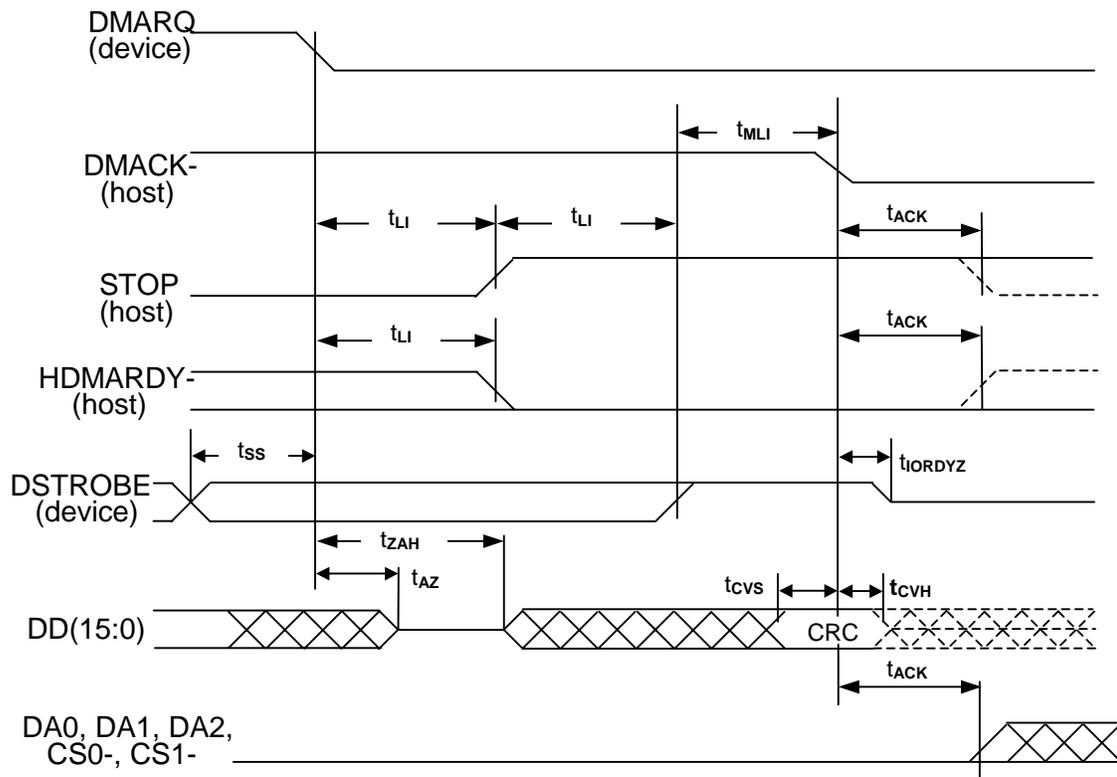 DMARQ
(device)
tMLI
DMACK-
(host)
tLI
tLI
tACK
STOP
(host)
tLI
tACK
HDMARDY-
(host)
tSS
tIORDYZ
DSTROBE
(device)
tZAH
tAZ
tCVS
tCVH
DD(15:0)
CRC
tACK
DA0, DA1, DA2,
CS0-, CS1-